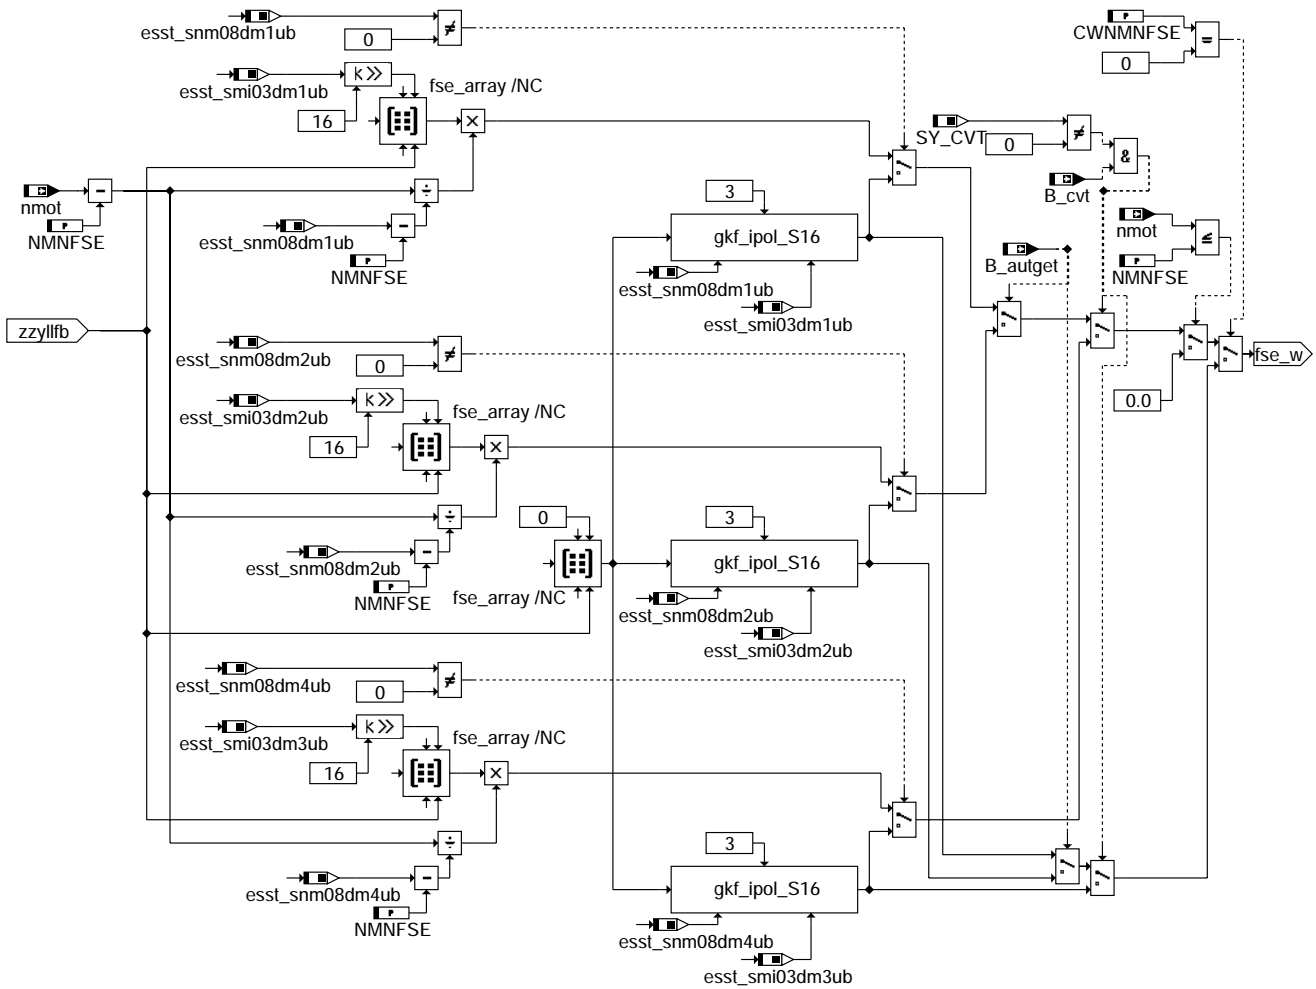 esst_snm08dm1ub
0
≠
CWNMNFSE
P
=
0
esst_smi03dm1ub
k >>
fse_array /NC
16
×
SY_CVT
0
≠
&
B_cvt
nmot
–
P
NMNFSE
÷
esst_snm08dm1ub
–
P
NMNFSE
3
gkf_ipol_S16
esst_snm08dm1ub
esst_smi03dm1ub
nmot
≤
P
NMNFSE
B_autget
zzyllfb
esst_snm08dm2ub
0
≠
fse_w
0.0
esst_smi03dm2ub
k >>
fse_array /NC
16
×
÷
esst_snm08dm2ub
–
P
NMNFSE
0
fse_array /NC
3
gkf_ipol_S16
esst_snm08dm2ub
esst_smi03dm2ub
esst_snm08dm4ub
0
≠
esst_smi03dm3ub
k >>
fse_array /NC
16
×
÷
esst_snm08dm4ub
–
P
NMNFSE
3
gkf_ipol_S16
esst_snm08dm4ub
esst_smi03dm3ub